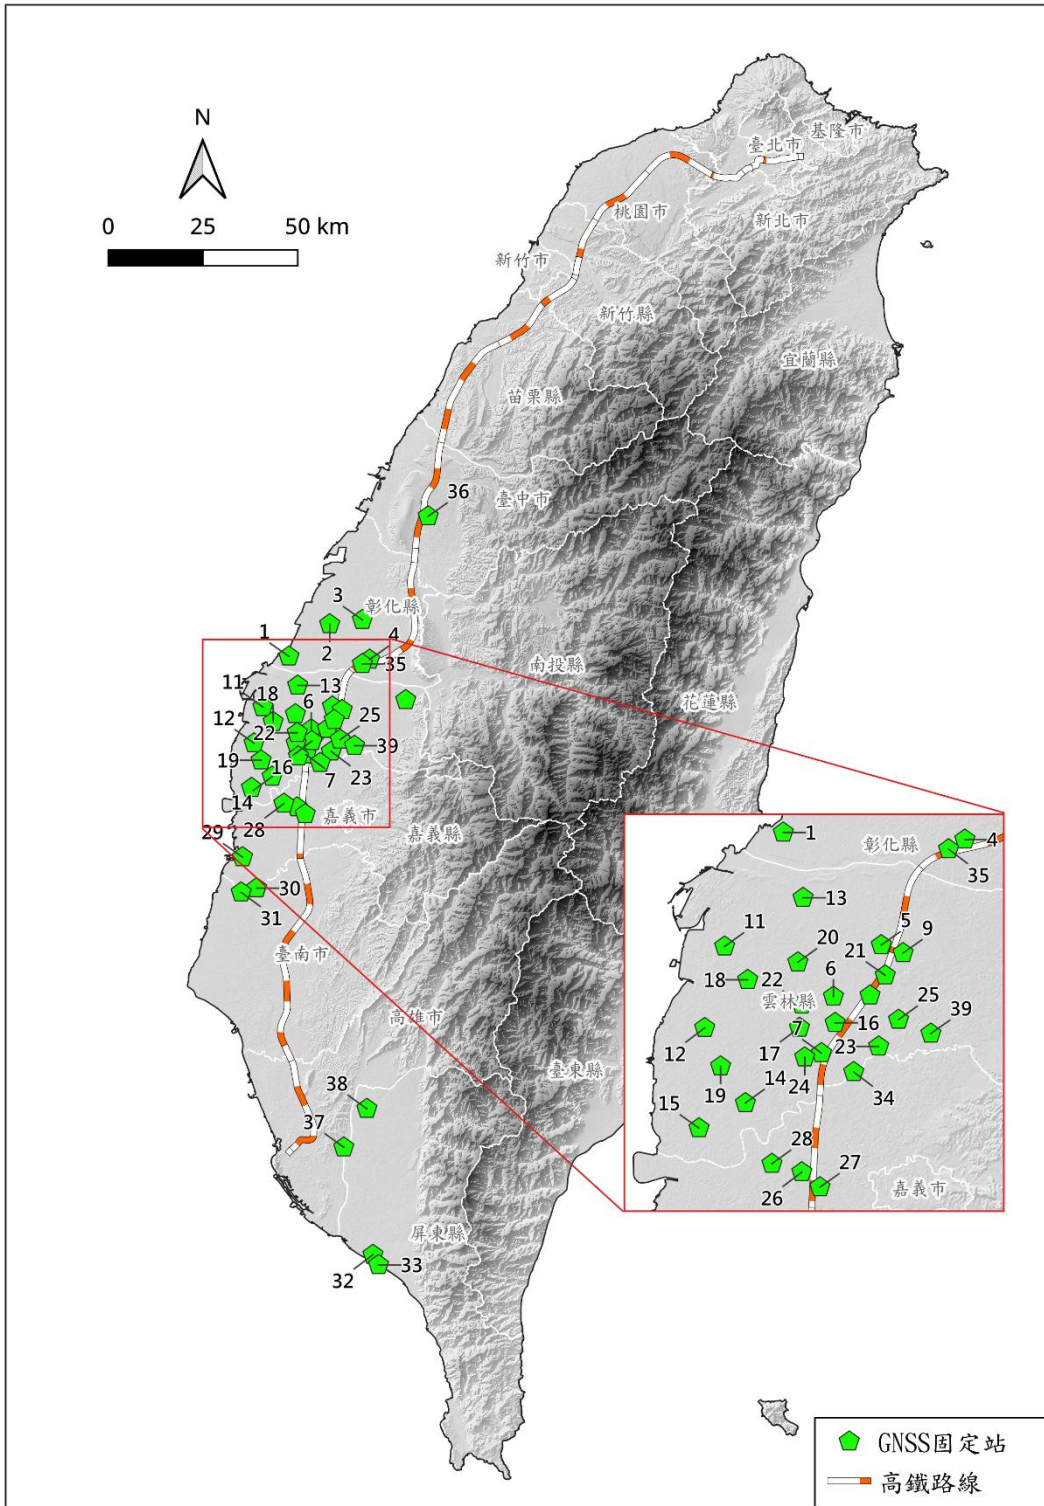 N
0 25 50 km
基隆市
臺北市
桃園市
新北市
新竹市
新竹縣
宜蘭縣
苗栗縣
36
臺中市
3
彰化縣
1
2
4
35
南投縣
花蓮縣
11
18
13
6
12
22
25
39
19
16
7
23
14
28
嘉義市
嘉義縣
29
30
31
臺南市
高雄市
臺東縣
38
37
屏東縣
32
33
1
彰化縣
4
35
13
11
20
5
9
21
18
22
6
雲林縣
25
39
12
7
16
17
23
19
24
14
34
15
28
26
27
嘉義市
GNSS固定站
高鐵路線